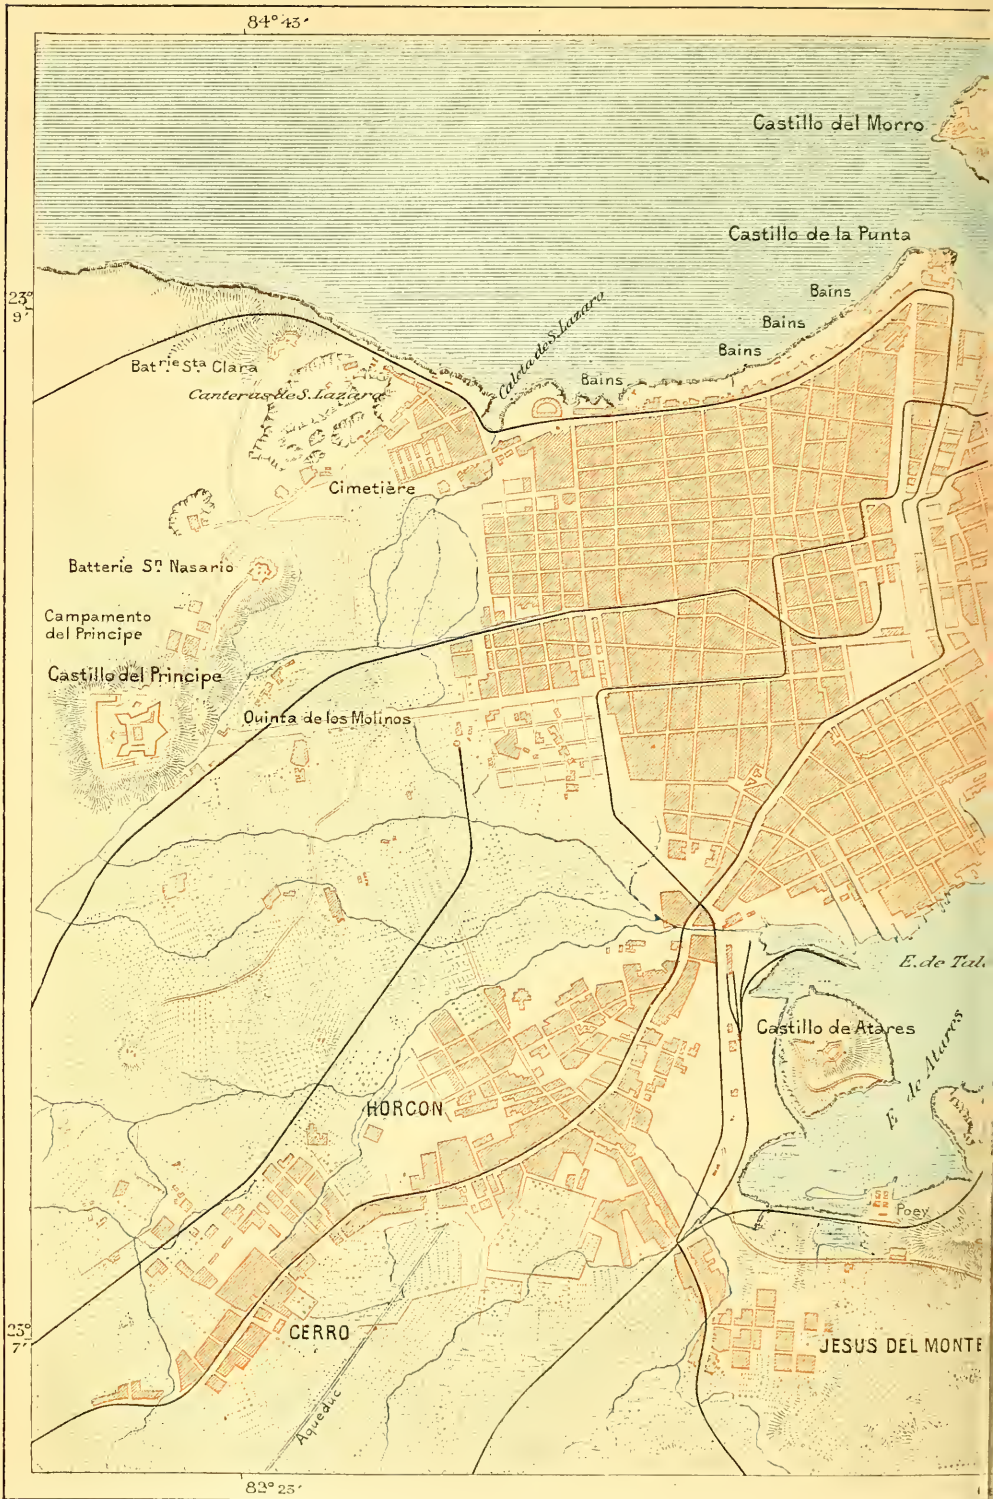 84° 43′
Castillo del Morro
Castillo de la Punta
23°
9′
Bains
Bains
Bains
Bains
Caleta de S. Lazaro
Batrie Sta Clara
Canteras de S. Lazaro
Cimetière
Batterie Sn Nasario
Campamento
del Principe
Castillo del Principe
Quinta de los Molinos
E. de Tal
Castillo de Atares
E. de Atares
HORCON
Poey
CERRO
JESUS DEL MONTE
23°
7′
Aqueduc
82° 25′